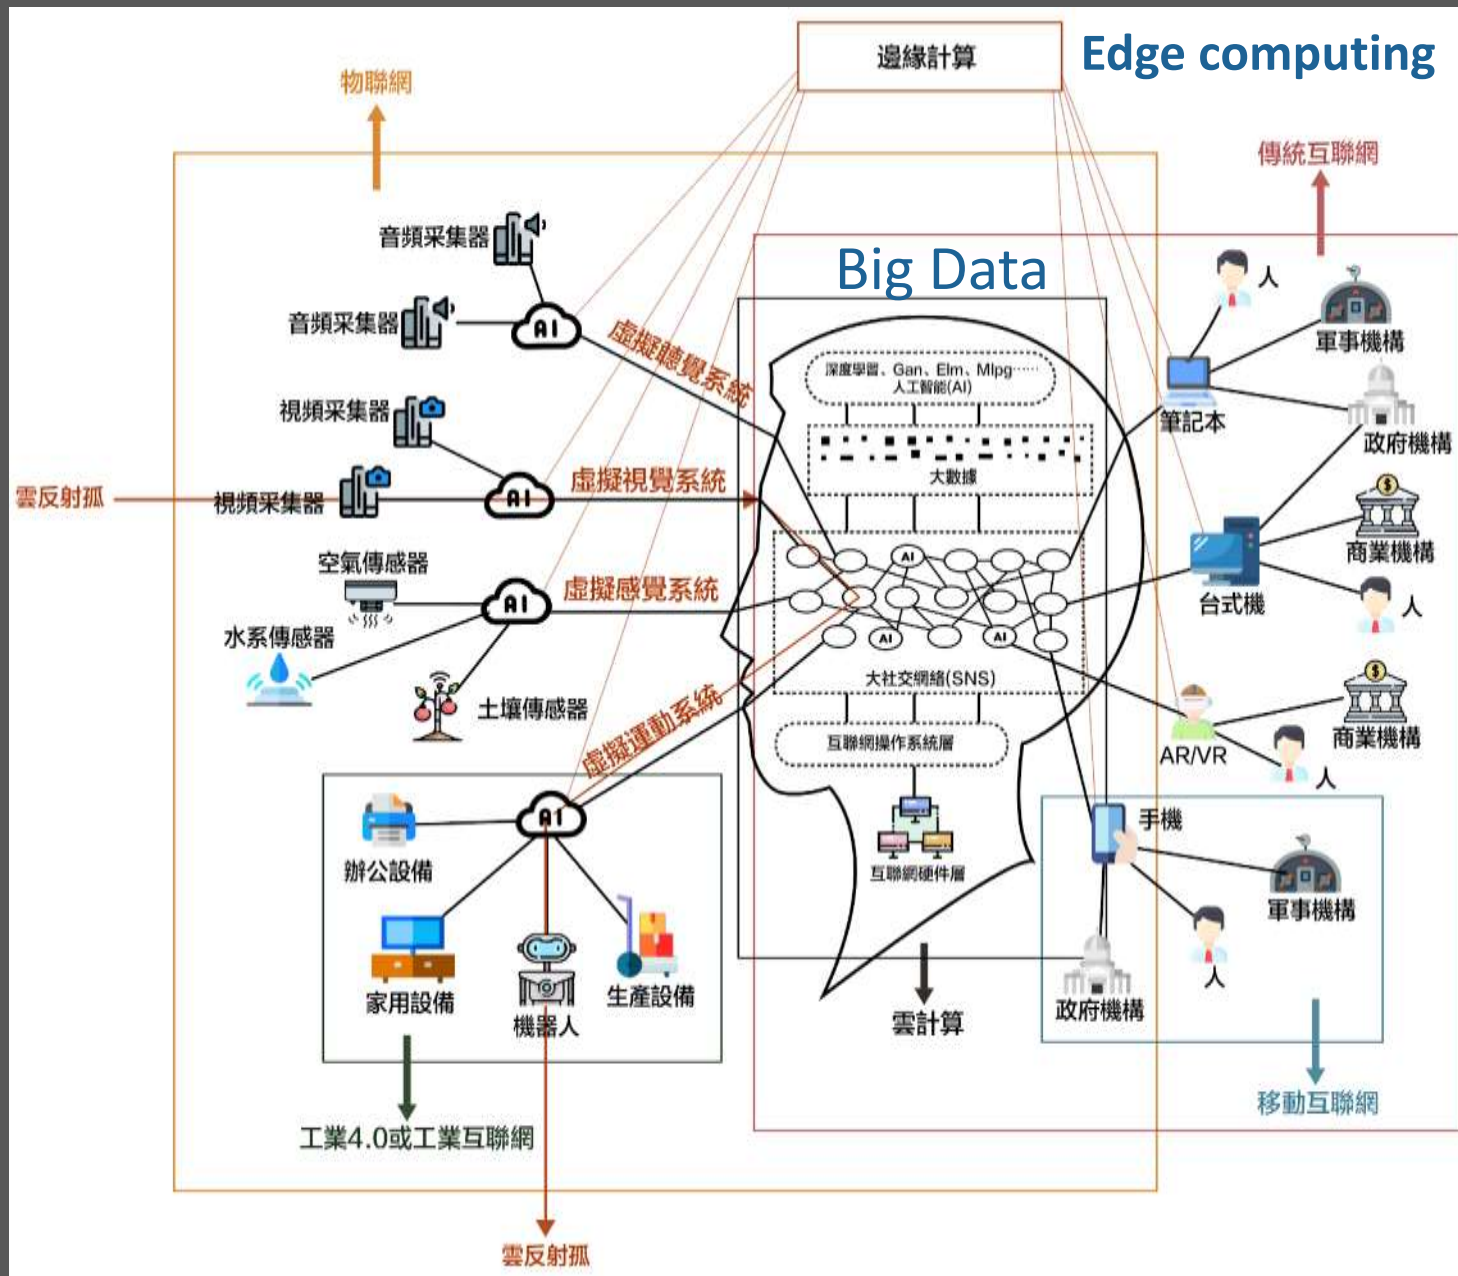 邊緣計算
Edge computing
物聯網
傳統互聯網
音頻采集器
人
Big Data
音頻采集器
AI
虛擬聽覺系統
軍事機構
深度學習、Gan、Elm、Mlpg……
人工智能(AI)
視頻采集器
筆記本
政府機構
大數據
雲反射孤
視頻采集器
AI
虛擬視覺系統
商業機構
空氣傳感器
AI
虛擬感覺系統
AI
台式機
人
水系傳感器
AI
AI
大社交網絡(SNS)
土壤傳感器
虛擬運動系統
互聯網操作系統層
AR/VR
商業機構
人
AI
手機
辦公設備
互聯網硬件層
軍事機構
人
家用設備
機器人
生產設備
雲計算
政府機構
移動互聯網
工業4.0或工業互聯網
雲反射孤